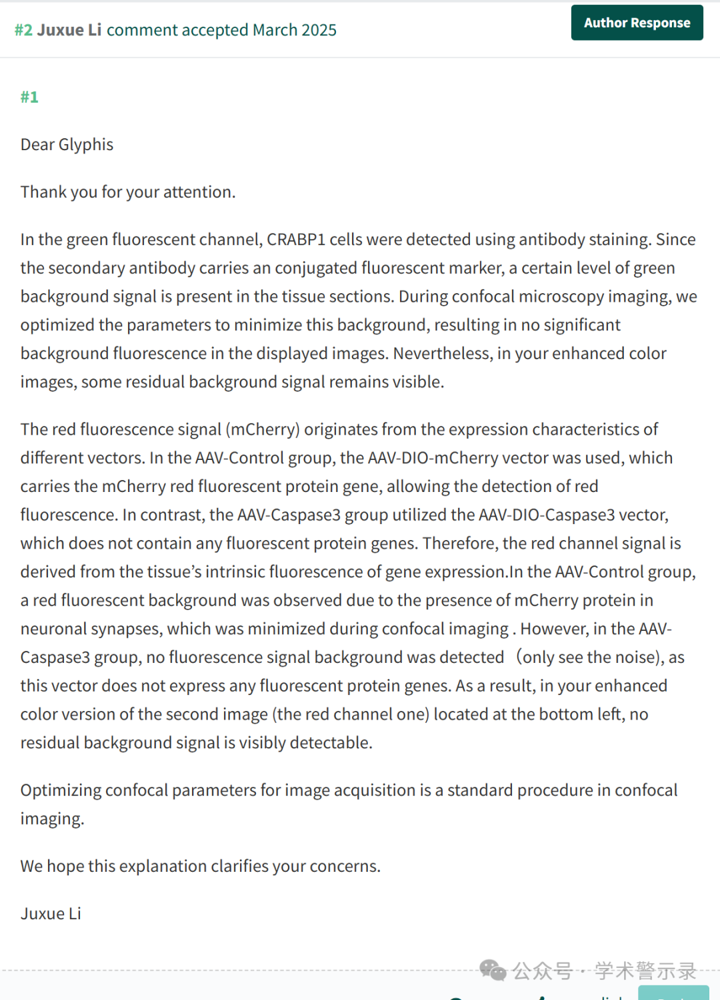 #2 Juxue Li comment accepted March 2025
Author Response
#1
Dear Glyphis
Thank you for your attention.
In the green fluorescent channel, CRABP1 cells were detected using antibody staining. Since
the secondary antibody carries an conjugated fluorescent marker, a certain level of green
background signal is present in the tissue sections. During confocal microscopy imaging, we
optimized the parameters to minimize this background, resulting in no significant
background fluorescence in the displayed images. Nevertheless, in your enhanced color
images, some residual background signal remains visible.
The red fluorescence signal (mCherry) originates from the expression characteristics of
different vectors. In the AAV-Control group, the AAV-DIO-mCherry vector was used, which
carries the mCherry red fluorescent protein gene, allowing the detection of red
fluorescence. In contrast, the AAV-Caspase3 group utilized the AAV-DIO-Caspase3 vector,
which does not contain any fluorescent protein genes. Therefore, the red channel signal is
derived from the tissue’s intrinsic fluorescence of gene expression.In the AAV-Control group,
a red fluorescent background was observed due to the presence of mCherry protein in
neuronal synapses, which was minimized during confocal imaging . However, in the AAV-
Caspase3 group, no fluorescence signal background was detected（only see the noise), as
this vector does not express any fluorescent protein genes. As a result, in your enhanced
color version of the second image (the red channel one) located at the bottom left, no
residual background signal is visibly detectable.
Optimizing confocal parameters for image acquisition is a standard procedure in confocal
imaging.
We hope this explanation clarifies your concerns.
Juxue Li
公众号 · 学术警示录